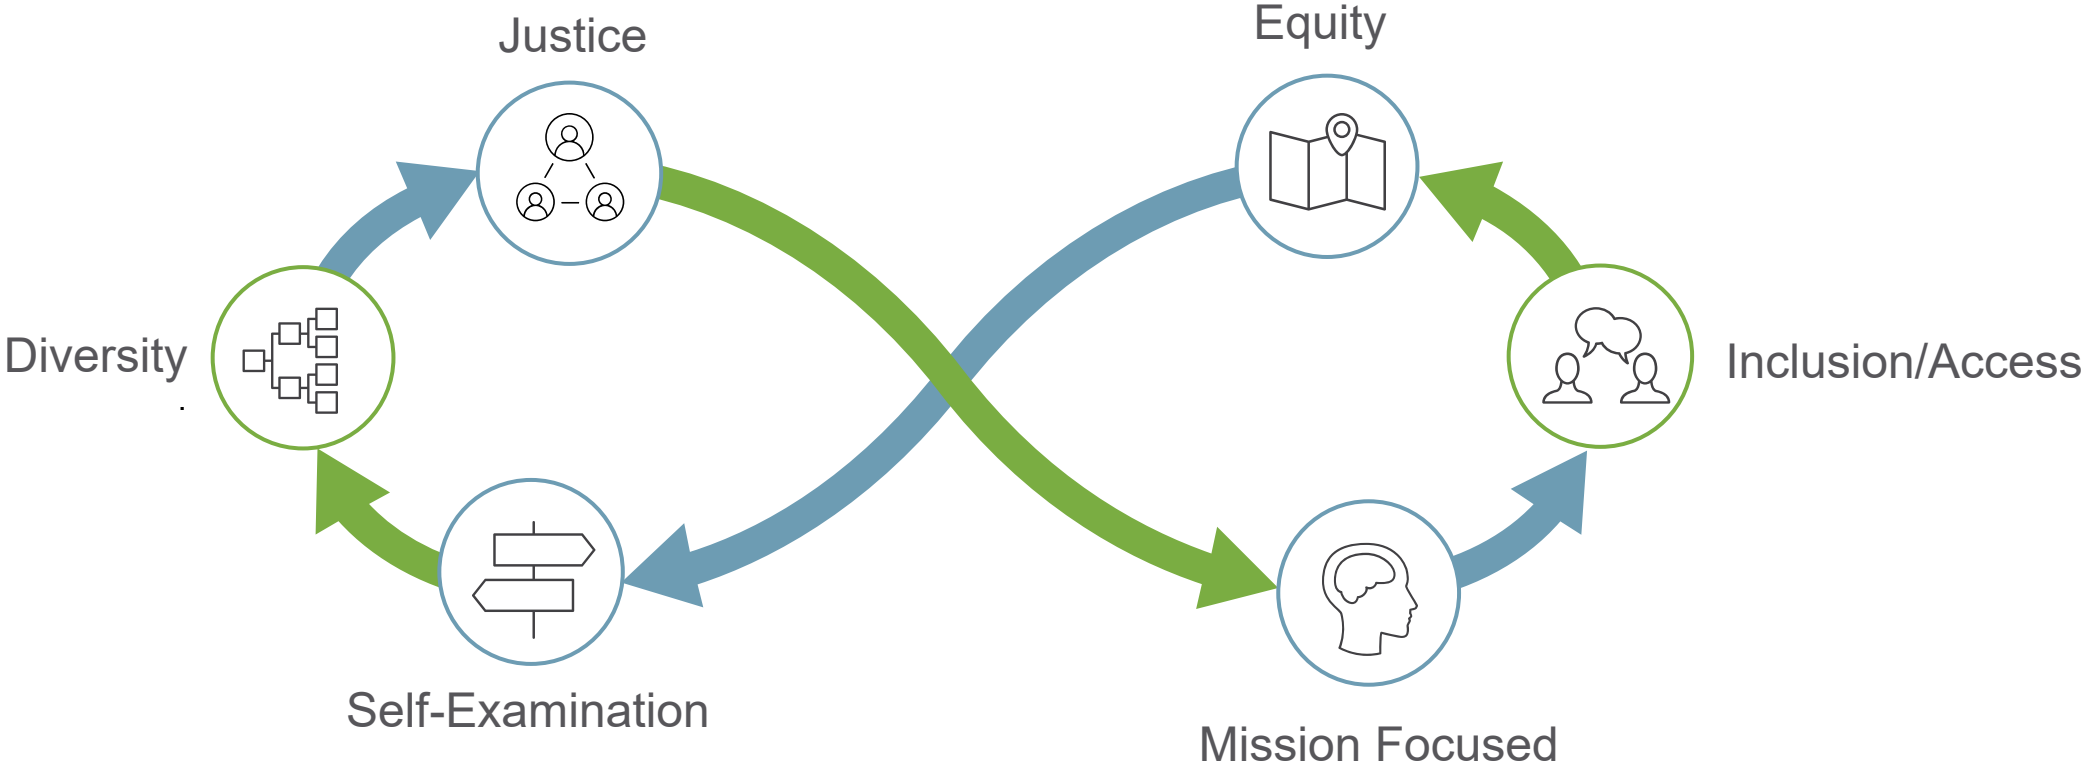 Justice
Equity
Diversity
.
Inclusion/Access
Self-Examination
Mission Focused